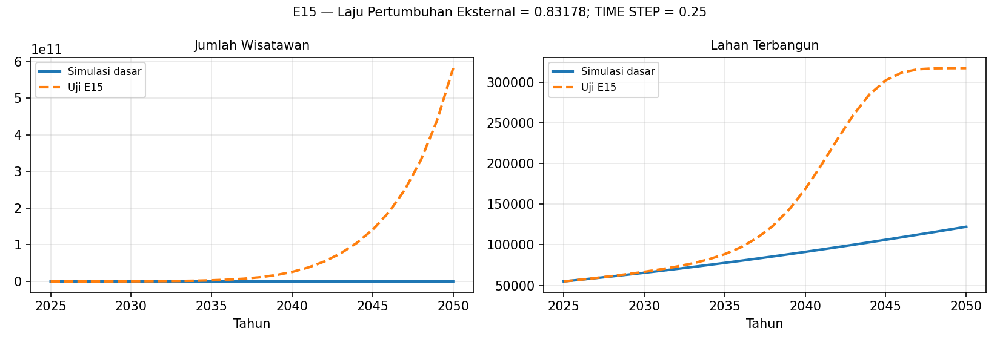 E15 — Laju Pertumbuhan Eksternal = 0.83178; TIME STEP = 0.25
Jumlah Wisatawan
1e11
6
5
4
3
2
1
0
Simulasi dasar
Uji E15
2025 2030 2035 2040 2045 2050
Tahun
Lahan Terbangun
300000
250000
200000
150000
100000
50000
Simulasi dasar
Uji E15
2025 2030 2035 2040 2045 2050
Tahun